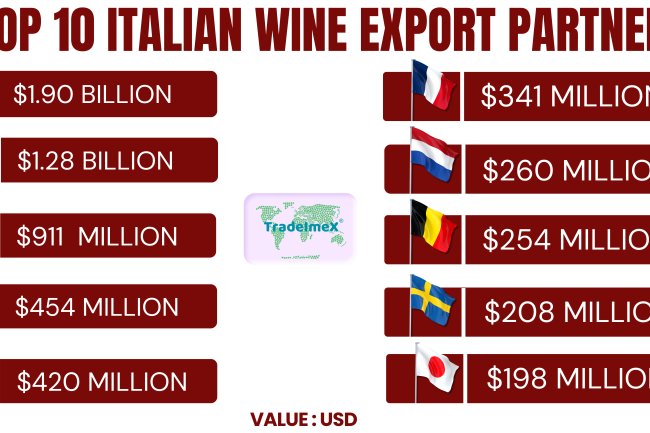 OP 10 ITALIAN WINE EXPORT PARTNE
$1.90 BILLION
$1.28 BILLION
$911 MILLION
$454 MILLION
$420 MILLION
TradeImeX®
$341 MILLION
$260 MILLIO
$254 MILLIO
$208 MILLIO
$198 MILLIO
VALUE : USD